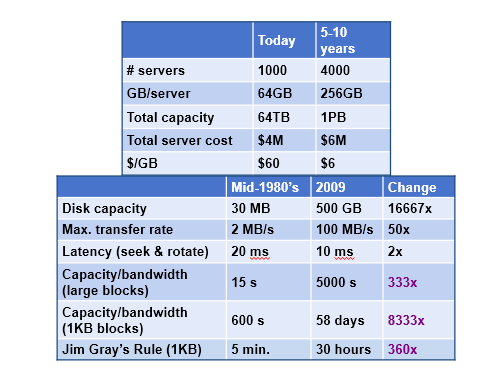 Today 5-10 years
# servers 1000 4000
GB/server 64GB 256GB
Total capacity 64TB 1PB
Total server cost $4M $6M
$/GB $60 $6
Mid-1980's 2009 Change
Disk capacity 30 MB 500 GB 16667x
Max. transfer rate 2 MB/s 100 MB/s 50x
Latency (seek & rotate) 20 ms 10 ms 2x
Capacity/bandwidth
(large blocks) 15 s 5000 s 333x
Capacity/bandwidth
(1KB blocks) 600 s 58 days 8333x
Jim Gray's Rule (1KB) 5 min. 30 hours 360x